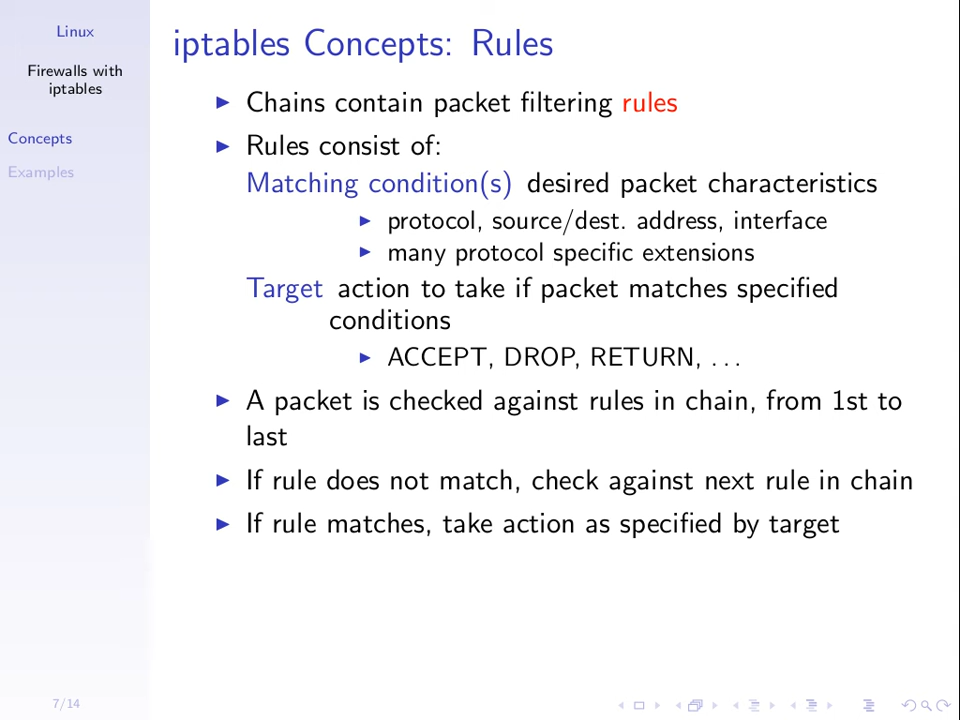 Linux
Firewalls with
iptables
Concepts
Examples
iptables Concepts: Rules
Chains contain packet filtering rules
Rules consist of:
Matching condition(s) desired packet characteristics
protocol, source/dest. address, interface
many protocol specific extensions
Target action to take if packet matches specified
conditions
ACCEPT, DROP, RETURN, . . .
A packet is checked against rules in chain, from 1st to
last
If rule does not match, check against next rule in chain
If rule matches, take action as specified by target
7/14